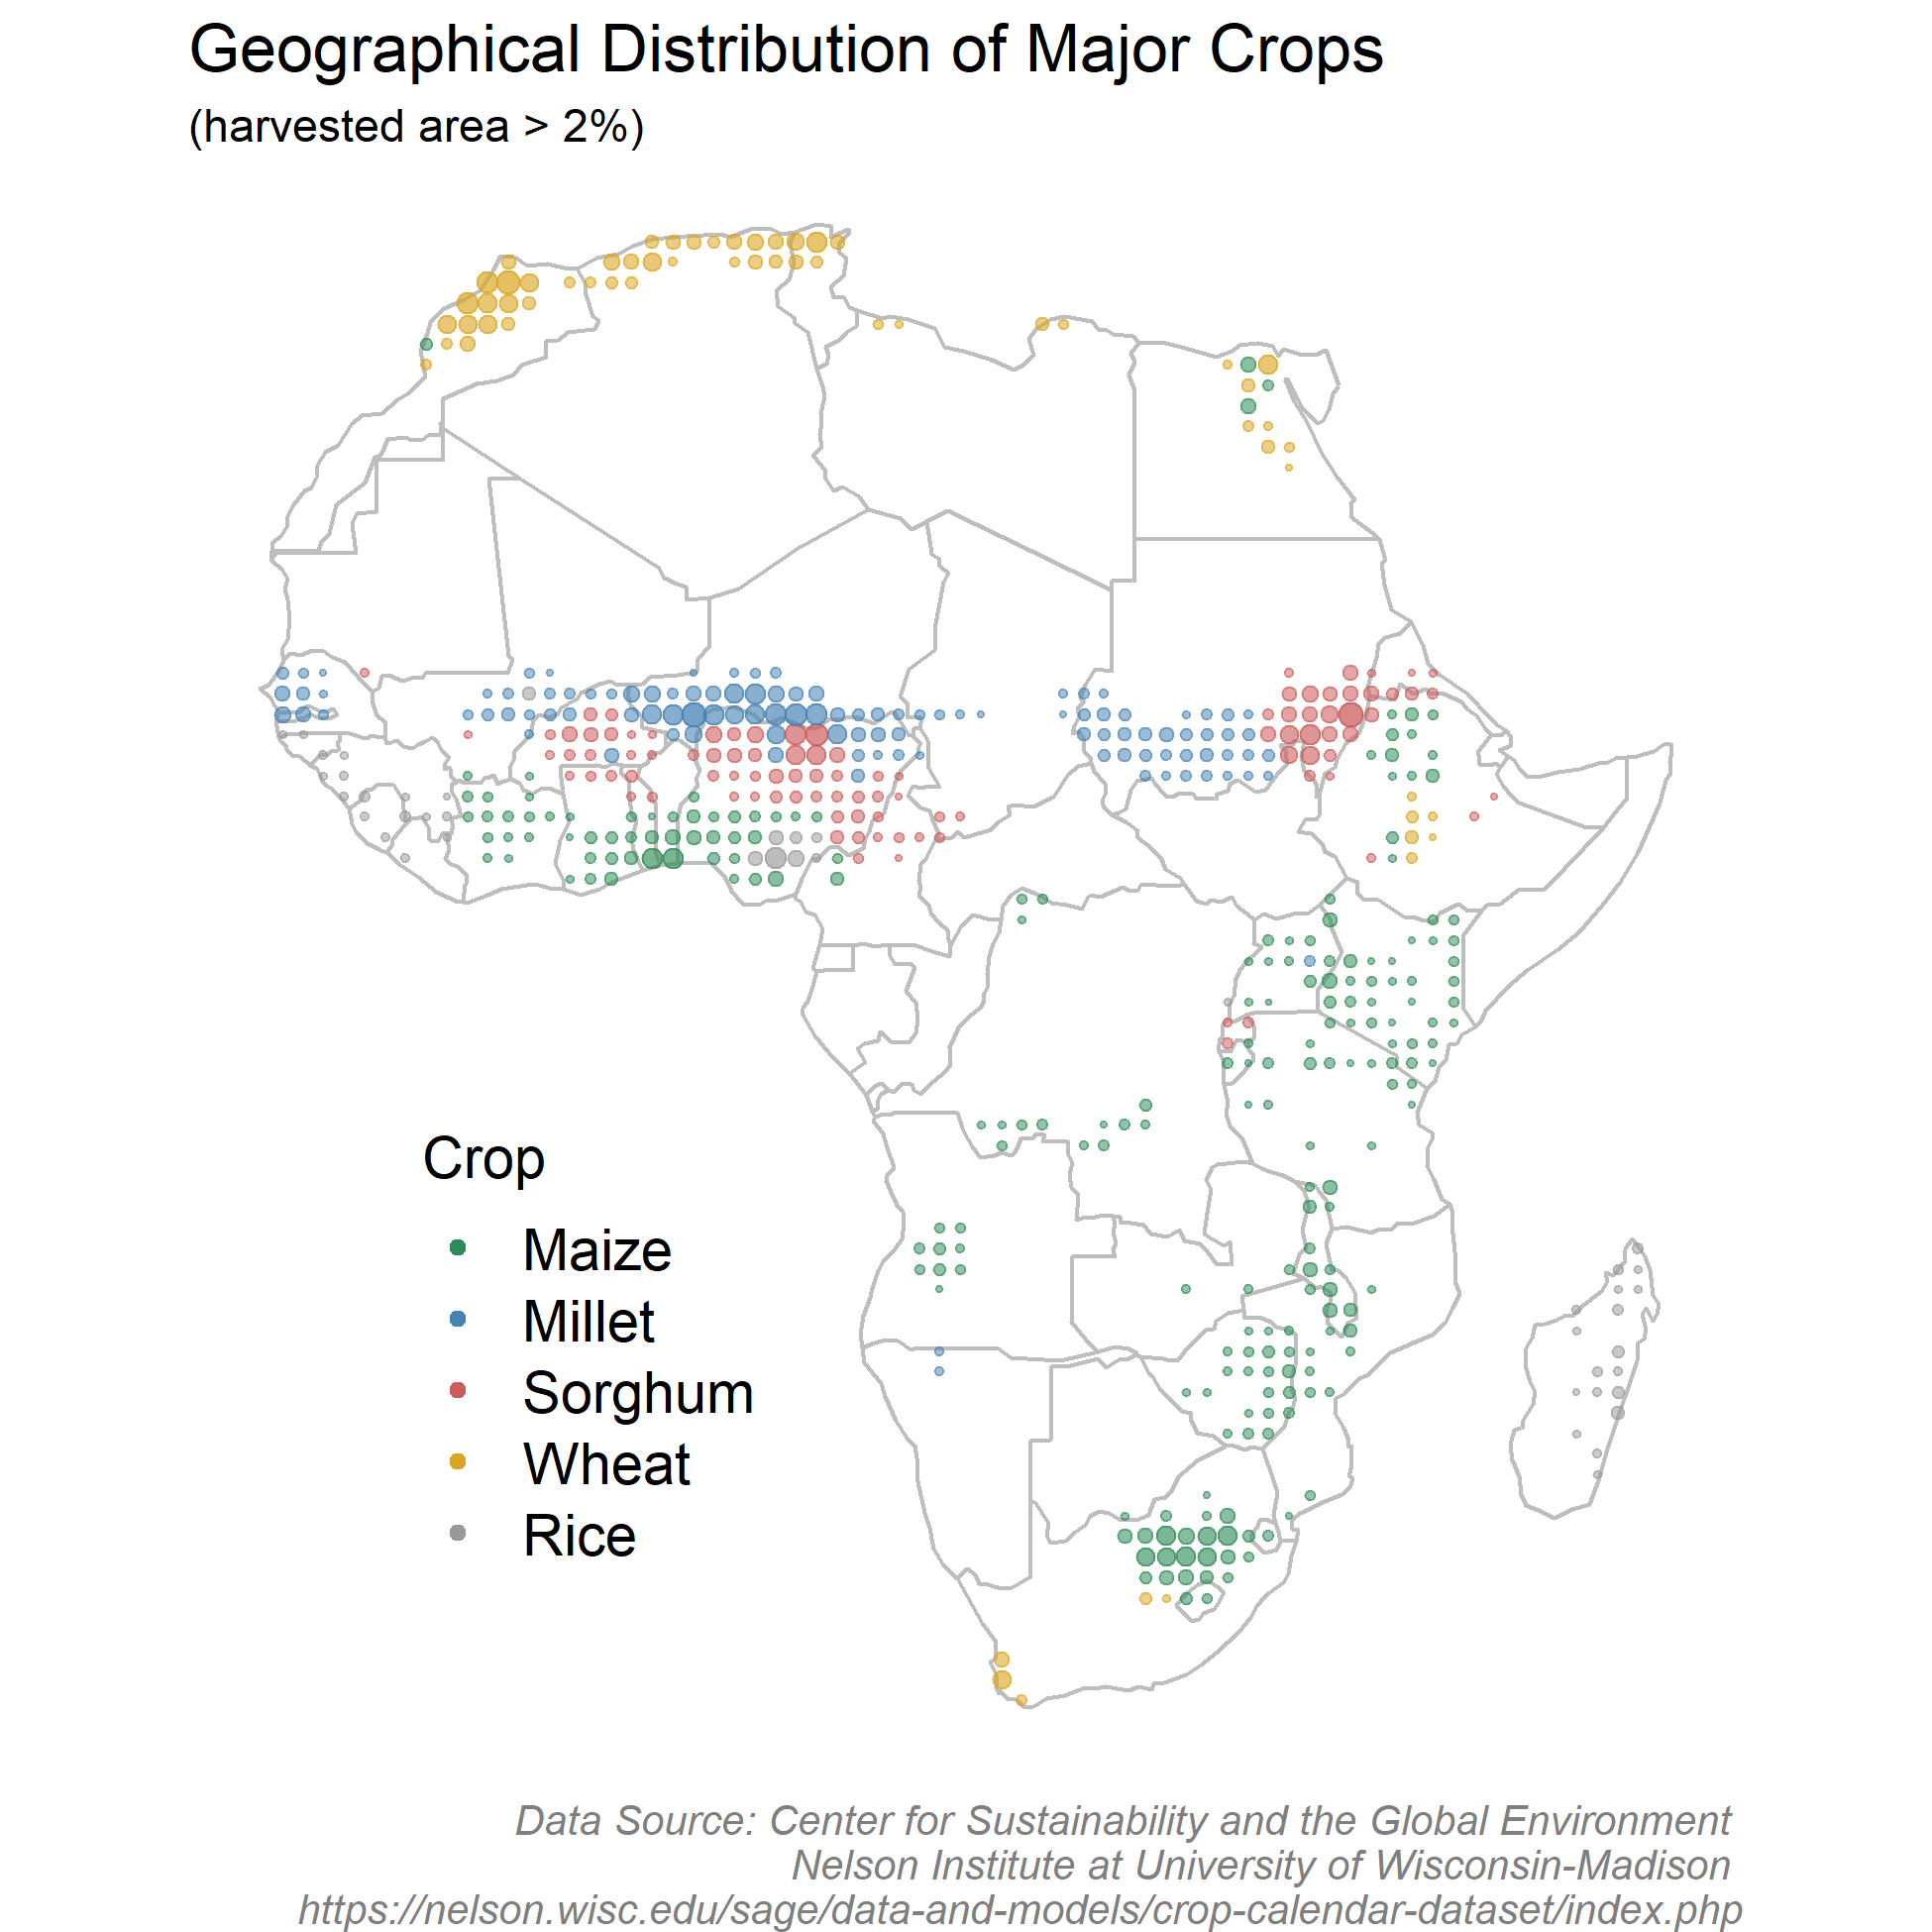 Geographical Distribution of Major Crops
(harvested area > 2%)
Crop
Maize
Millet
Sorghum
Wheat
Rice
Data Source: Center for Sustainability and the Global Environment
Nelson Institute at University of Wisconsin-Madison
https://nelson.wisc.edu/sage/data-and-models/crop-calendar-dataset/index.php